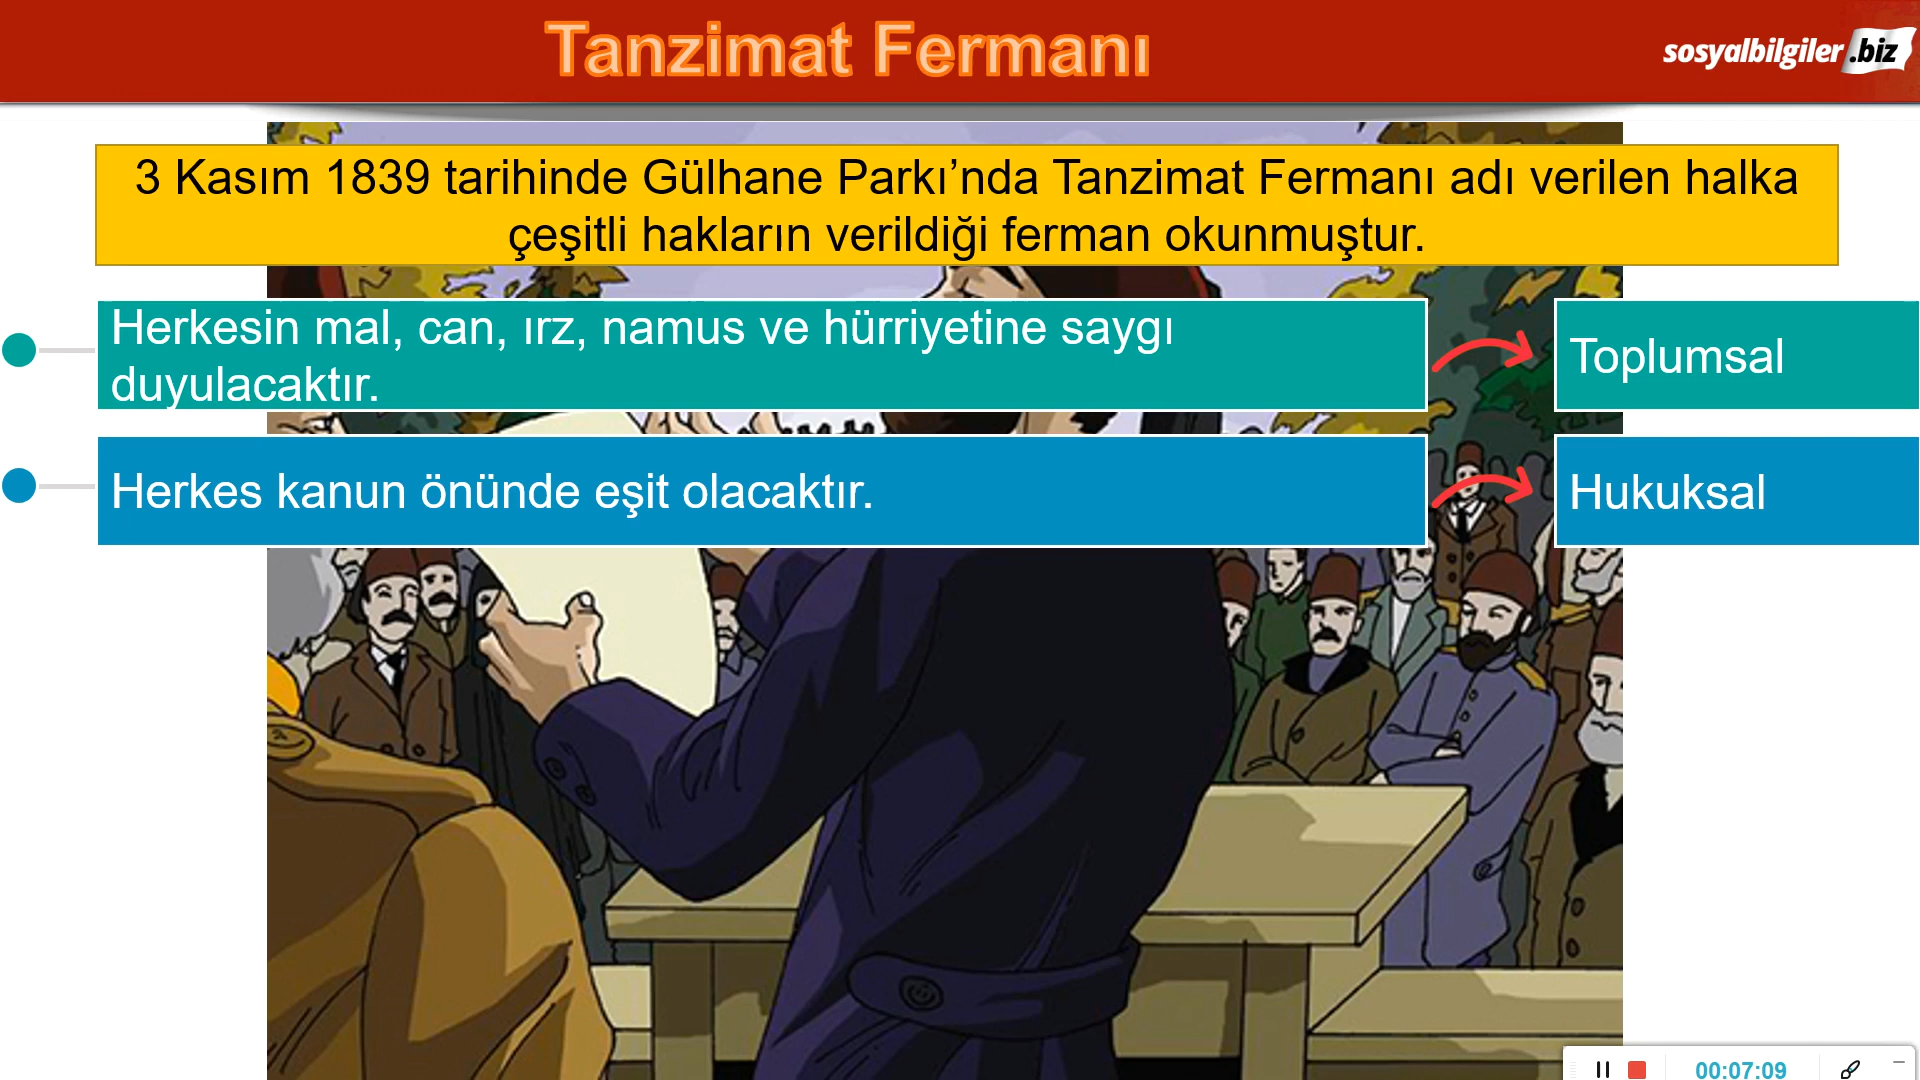 Tanzimat Fermanı
sosyalbilgiler.biz
3 Kasım 1839 tarihinde Gülhane Parkı’nda Tanzimat Fermanı adı verilen halka
çeşitli hakların verildiği ferman okunmuştur.
Herkesin mal, can, ırz, namus ve hürriyetine saygı
duyulacaktır.
Toplumsal
Herkes kanun önünde eşit olacaktır.
Hukuksal
00:07:09